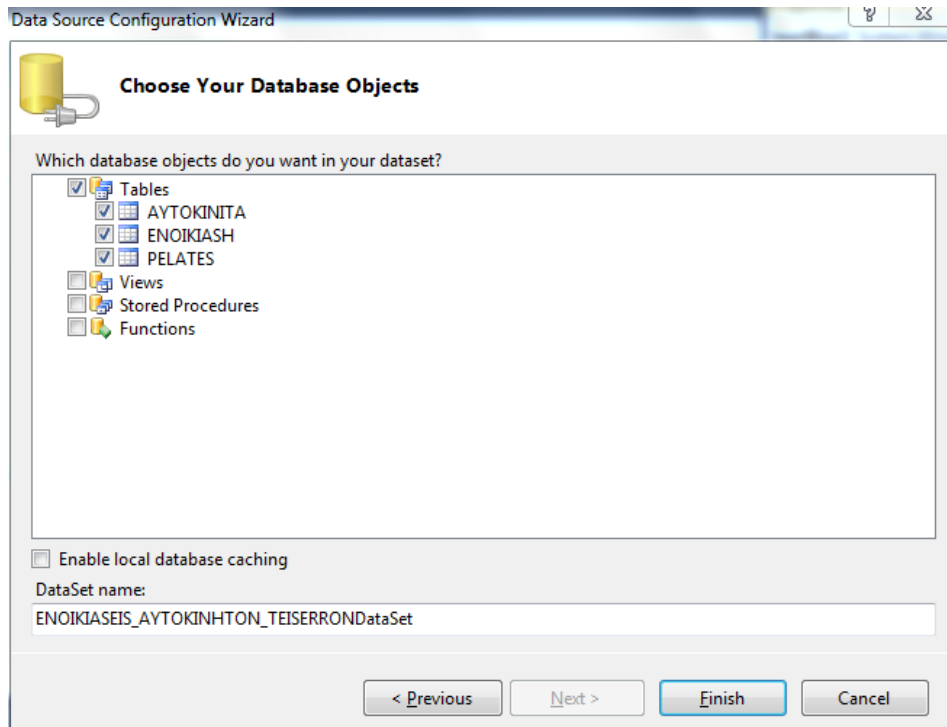 Data Source Configuration Wizard
Choose Your Database Objects
Which database objects do you want in your dataset?
Tables
AYTOKINITA
ENOIKIASH
PELATES
Views
Stored Procedures
Functions
Enable local database caching
DataSet name:
ENOIKIASEIS_AYTOKINHTON_TEISERRONDataSet
< Previous Next > Finish Cancel